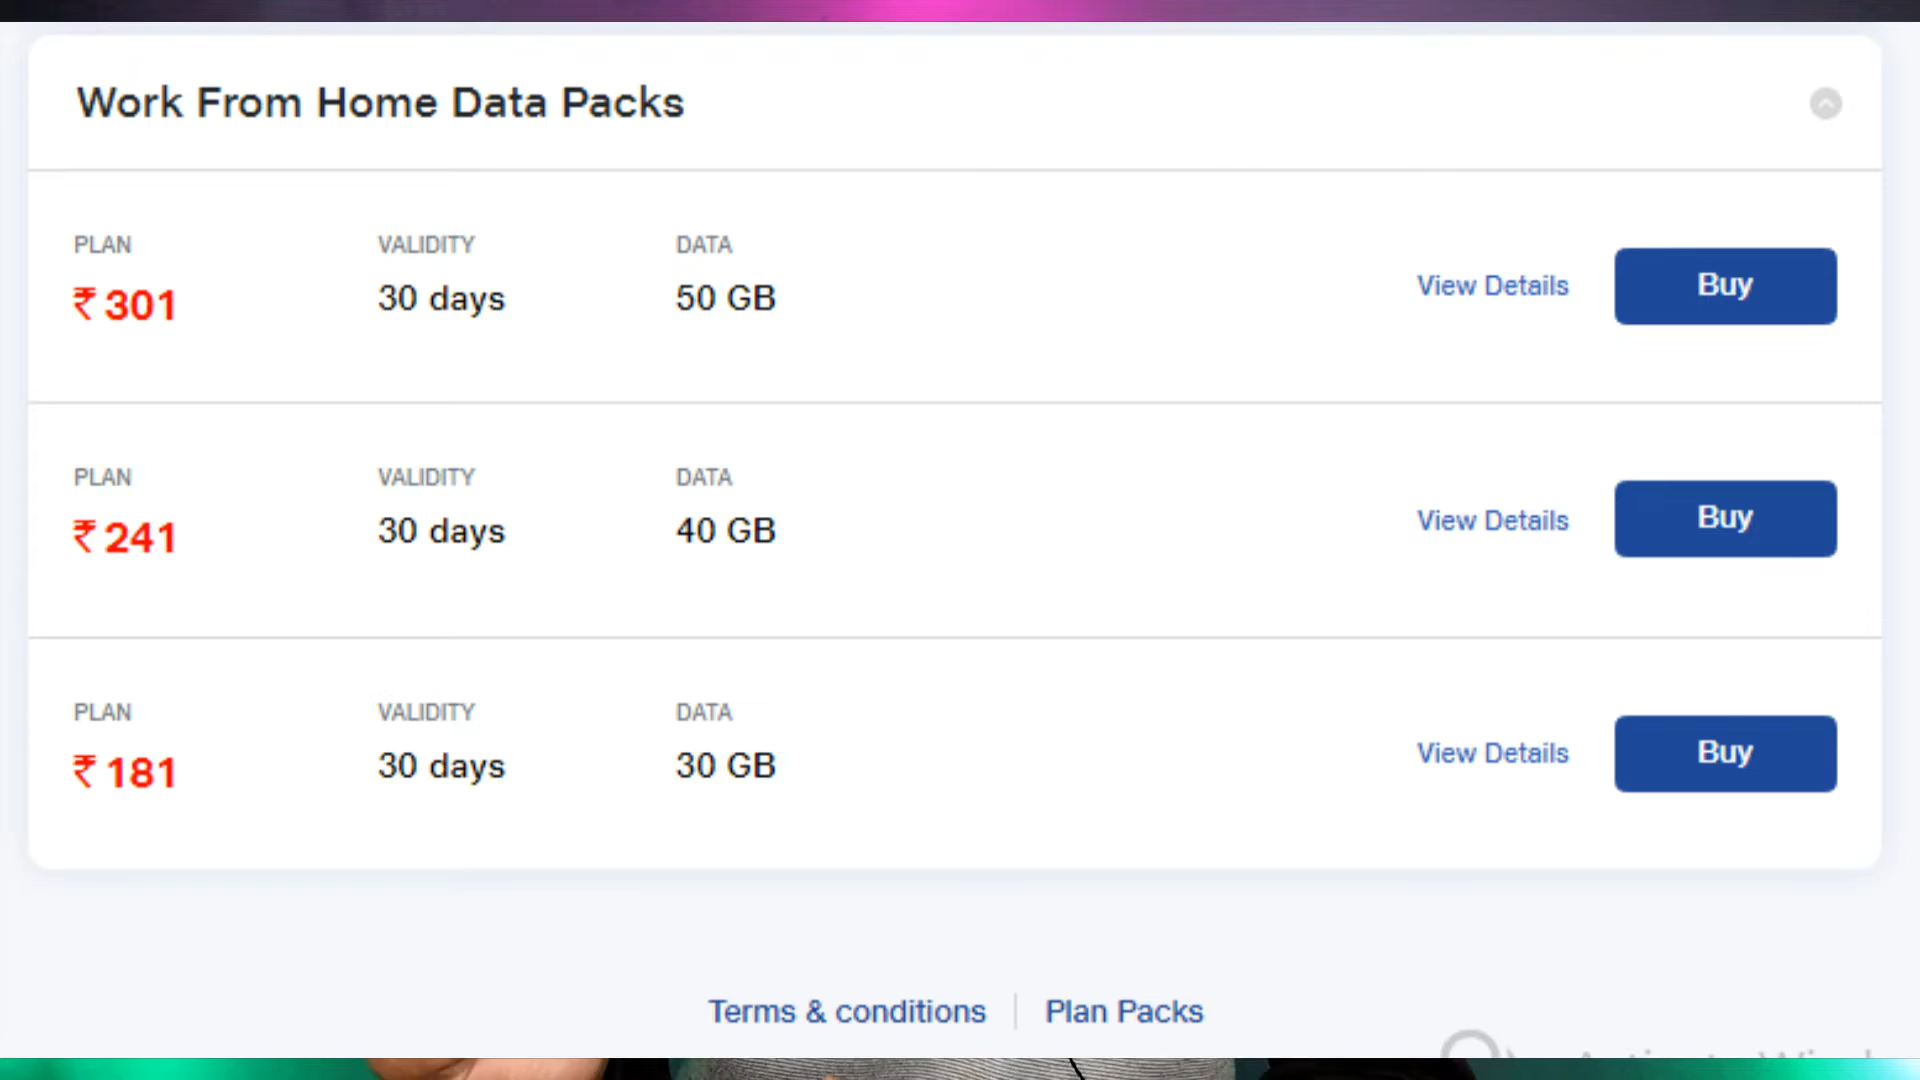 Work From Home Data Packs
PLAN VALIDITY DATA
₹ 301 30 days 50 GB View Details Buy
PLAN VALIDITY DATA
₹ 241 30 days 40 GB View Details Buy
PLAN VALIDITY DATA
₹ 181 30 days 30 GB View Details Buy
Terms & conditions Plan Packs